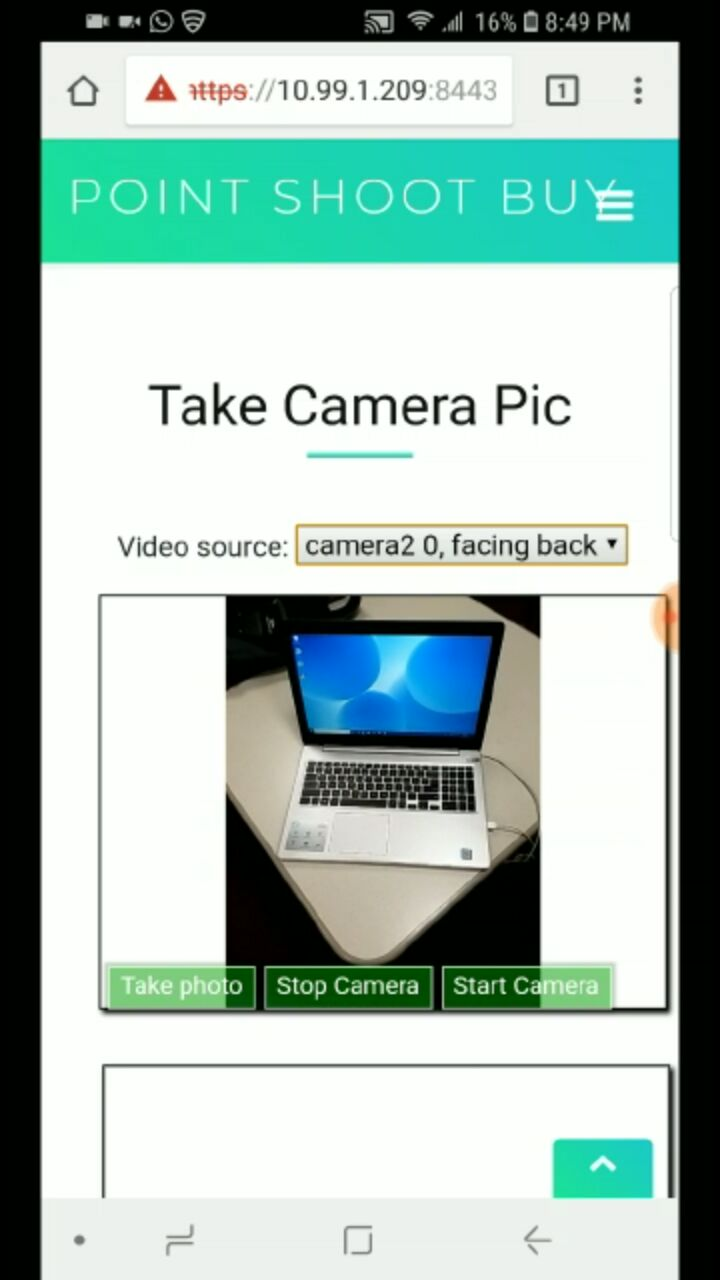 16% 8:49 PM
https://10.99.1.209:8443
1
POINT SHOOT BUY
Take Camera Pic
Video source: camera2 0, facing back
Take photo Stop Camera Start Camera